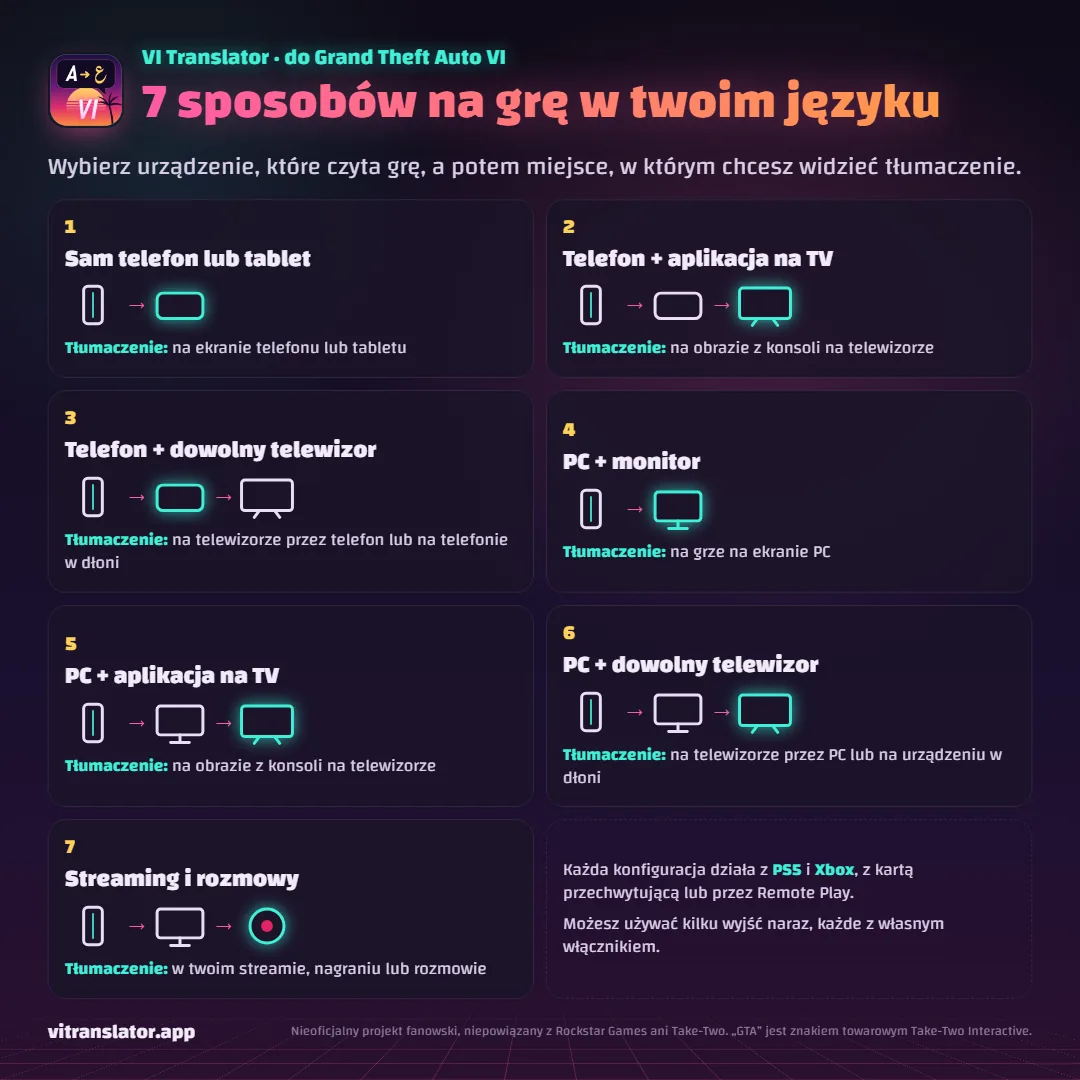 A→ع
VI
VI Translator · do Grand Theft Auto VI
7 sposobów na grę w twoim języku
Wybierz urządzenie, które czyta grę, a potem miejsce, w którym chcesz widzieć tłumaczenie.
1
Sam telefon lub tablet
→
Tłumaczenie: na ekranie telefonu lub tabletu
2
Telefon + aplikacja na TV
→ →
Tłumaczenie: na obrazie z konsoli na telewizorze
3
Telefon + dowolny telewizor
→ →
Tłumaczenie: na telewizorze przez telefon lub na telefonie
w dłoni
4
PC + monitor
→
Tłumaczenie: na grze na ekranie PC
5
PC + aplikacja na TV
→ →
Tłumaczenie: na obrazie z konsoli na telewizorze
6
PC + dowolny telewizor
→ →
Tłumaczenie: na telewizorze przez PC lub na urządzeniu w
dłoni
7
Streaming i rozmowy
→ →
Tłumaczenie: w twoim streamie, nagraniu lub rozmowie
Każda konfiguracja działa z PS5 i Xbox, z kartą
przechwytującą lub przez Remote Play.
Możesz używać kilku wyjść naraz, każde z własnym
włącznikiem.
vitranslator.app
Nieoficjalny projekt fanowski, niepowiązany z Rockstar Games ani Take-Two. „GTA” jest znakiem towarowym Take-Two Interactive.